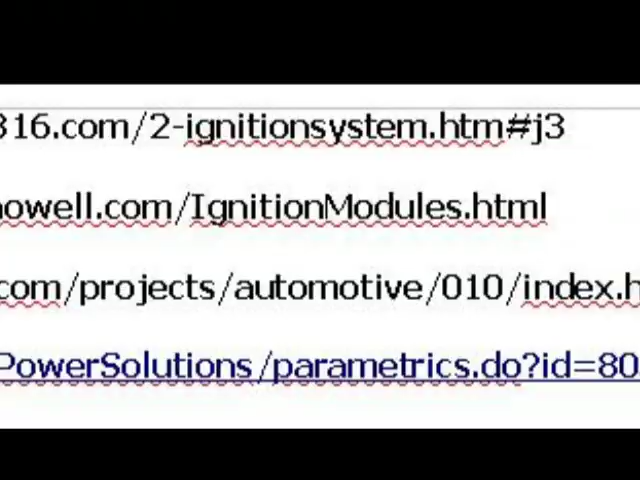 316.com/2-ignitionsystem.htm#j3
nowell.com/IgnitionModules.html
com/projects/automotive/010/index.h
PowerSolutions/parametrics.do?id=80